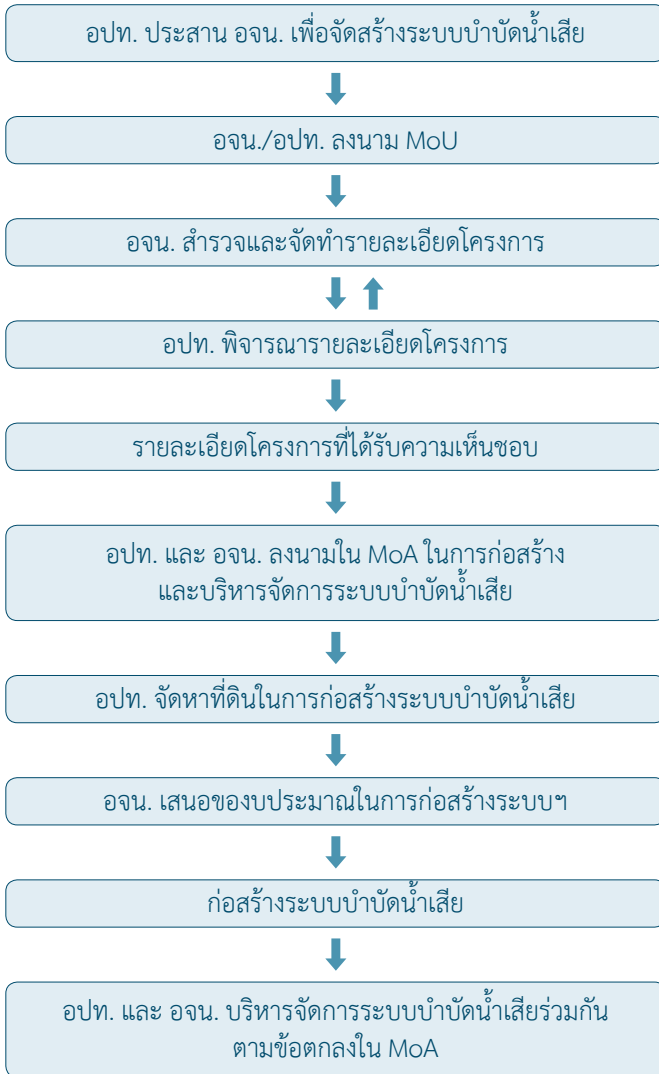 อปท. ประสาน อจน. เพื่อจัดสร้างระบบบำบัดน้ำเสีย
อจน./อปท. ลงนาม MoU
อจน. สำรวจและจัดทำรายละเอียดโครงการ
อปท. พิจารณารายละเอียดโครงการ
รายละเอียดโครงการที่ได้รับความเห็นชอบ
อปท. และ อจน. ลงนามใน MoA ในการก่อสร้าง
และบริหารจัดการระบบบำบัดน้ำเสีย
อปท. จัดหาที่ดินในการก่อสร้างระบบบำบัดน้ำเสีย
อจน. เสนอของบประมาณในการก่อสร้างระบบฯ
ก่อสร้างระบบบำบัดน้ำเสีย
อปท. และ อจน. บริหารจัดการระบบบำบัดน้ำเสียร่วมกัน
ตามข้อตกลงใน MoA